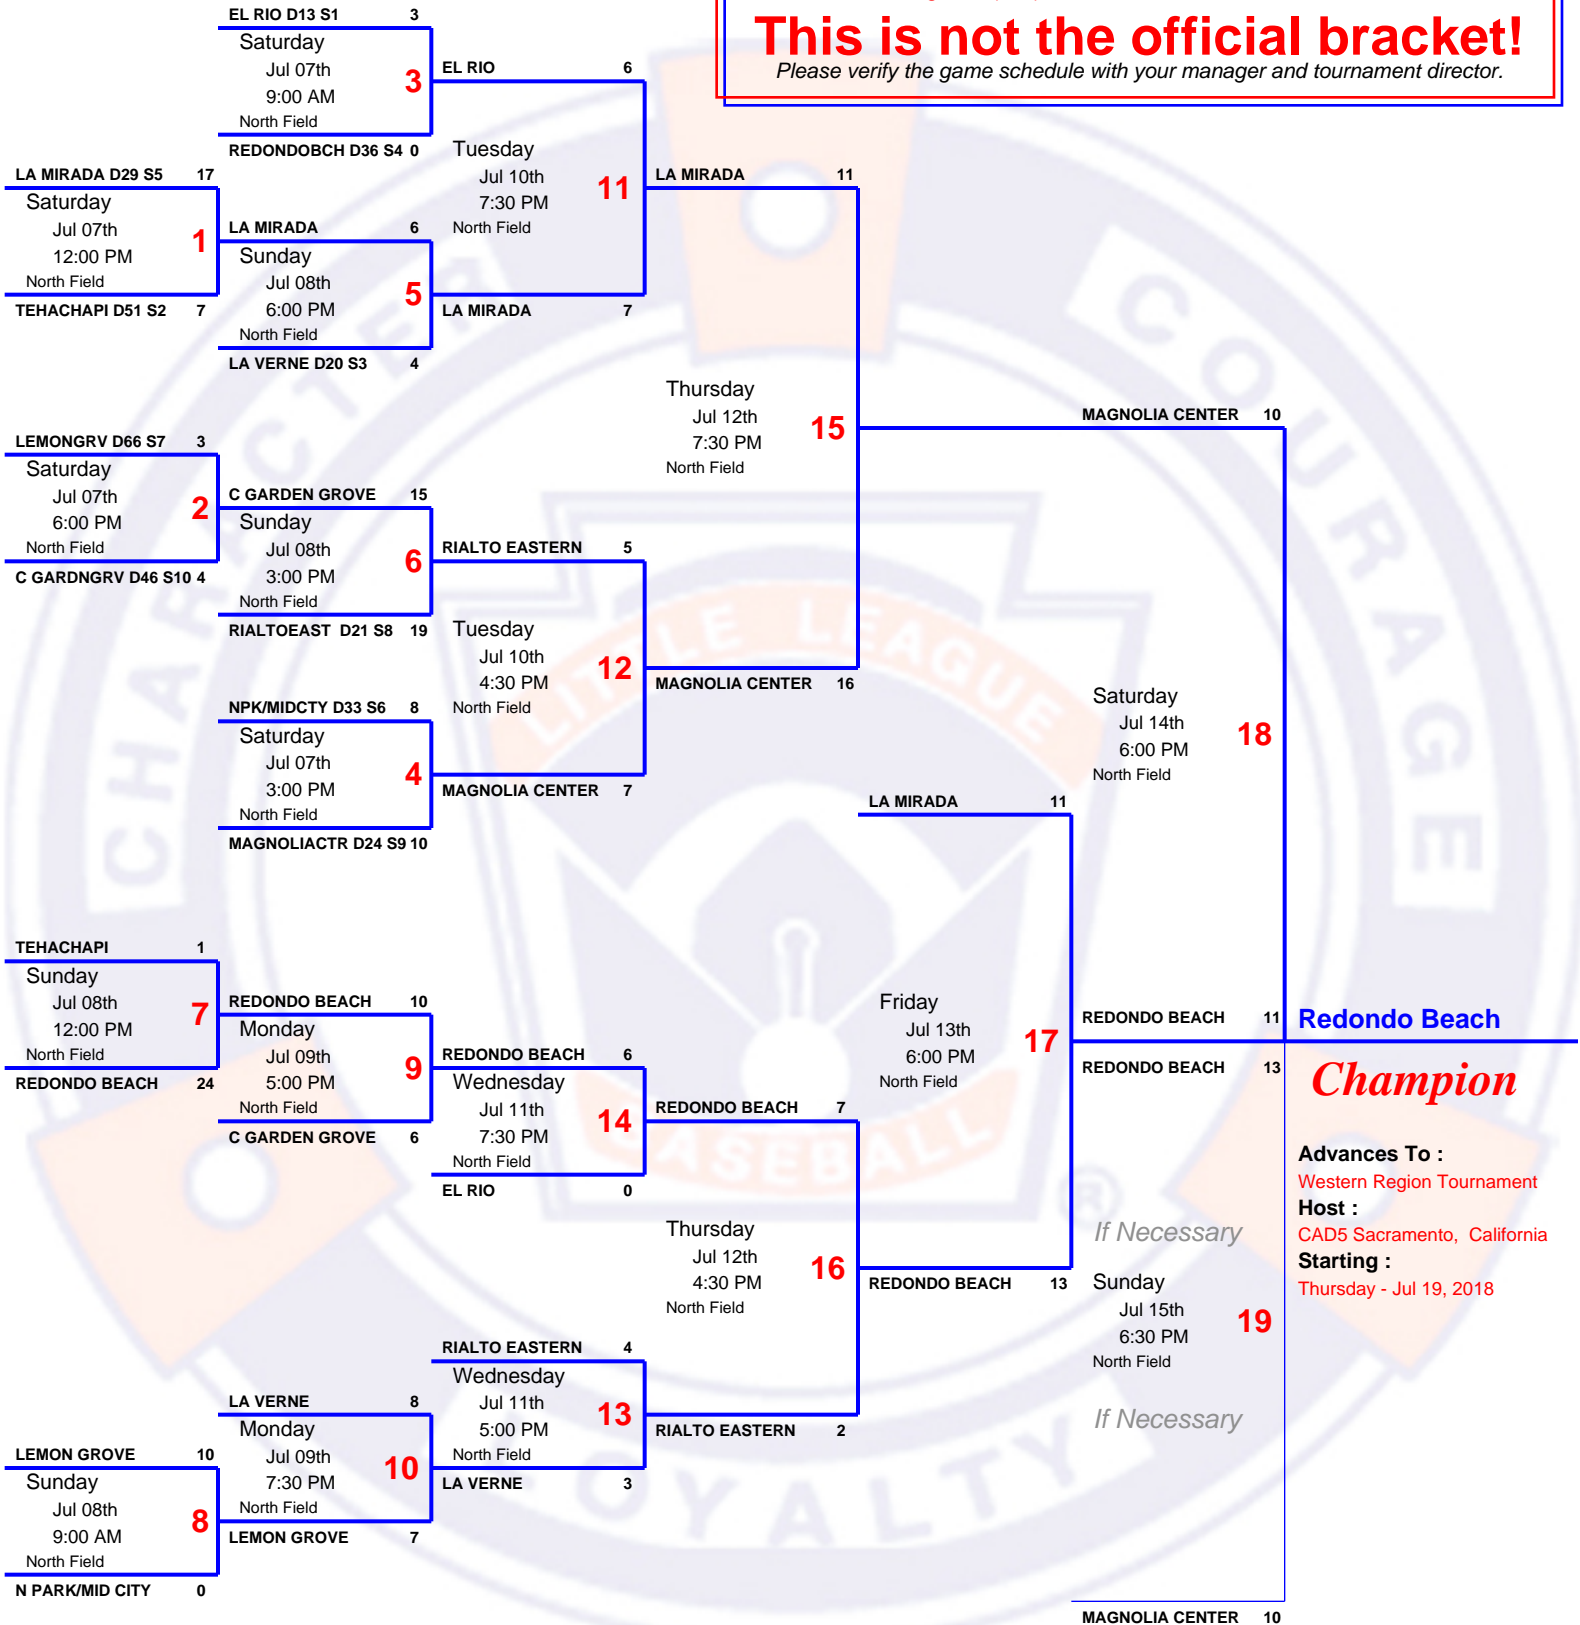 This is not the official bracket!
Please verify the game schedule with your manager and tournament director.
EL RIO D13 S1 3
Saturday
Jul 07th
9:00 AM
North Field
3
REDONDOBCH D36 S4 0
LA MIRADA D29 S5 17
Saturday
Jul 07th
12:00 PM
North Field
1
TEHACHAPI D51 S2 7
LA MIRADA 6
Sunday
Jul 08th
6:00 PM
North Field
5
LA VERNE D20 S3 4
EL RIO 6
Tuesday
Jul 10th
7:30 PM
North Field
11
LA MIRADA 7
LEMONGRV D66 S7 3
Saturday
Jul 07th
6:00 PM
North Field
2
C GARDNGRV D46 S10 4
C GARDEN GROVE 15
Sunday
Jul 08th
3:00 PM
North Field
6
RIALTOEAST D21 S8 19
NPK/MIDCTY D33 S6 8
Saturday
Jul 07th
3:00 PM
North Field
4
MAGNOLIACTR D24 S9 10
RIALTO EASTERN 5
Tuesday
Jul 10th
4:30 PM
North Field
12
MAGNOLIA CENTER 7
LA MIRADA 11
Thursday
Jul 12th
7:30 PM
North Field
15
MAGNOLIA CENTER 16
MAGNOLIA CENTER 10
Saturday
Jul 14th
6:00 PM
North Field
18
REDONDO BEACH 11
TEHACHAPI 1
Sunday
Jul 08th
12:00 PM
North Field
7
REDONDO BEACH 24
REDONDO BEACH 10
Monday
Jul 09th
5:00 PM
North Field
9
C GARDEN GROVE 6
REDONDO BEACH 6
Wednesday
Jul 11th
7:30 PM
North Field
14
EL RIO 0
LEMON GROVE 10
Sunday
Jul 08th
9:00 AM
North Field
8
N PARK/MID CITY 0
LA VERNE 8
Monday
Jul 09th
7:30 PM
North Field
10
LEMON GROVE 7
RIALTO EASTERN 4
Wednesday
Jul 11th
5:00 PM
North Field
13
LA VERNE 3
REDONDO BEACH 7
Thursday
Jul 12th
4:30 PM
North Field
16
RIALTO EASTERN 2
LA MIRADA 11
Friday
Jul 13th
6:00 PM
North Field
17
REDONDO BEACH 13
REDONDO BEACH 13
If Necessary
Sunday
Jul 15th
6:30 PM
North Field
19
If Necessary
MAGNOLIA CENTER 10
Redondo Beach
Champion
Advances To :
Western Region Tournament
Host :
CAD5 Sacramento, California
Starting :
Thursday - Jul 19, 2018
CHARACTER
COURAGE
LOYALTY
LITTLE LEAGUE
BASEBALL
®